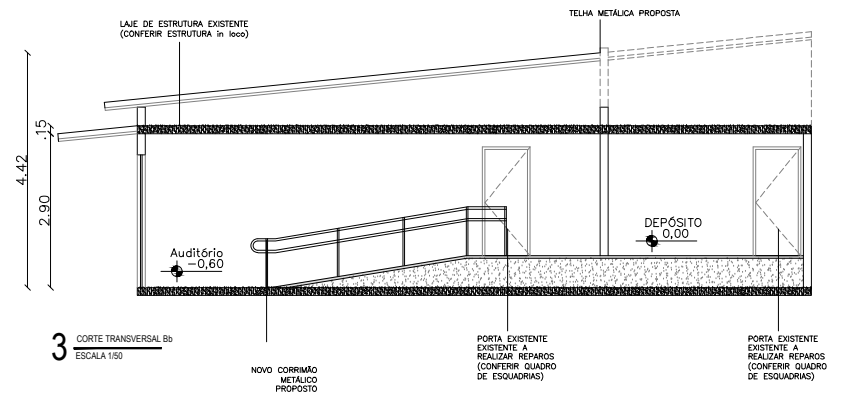 LAJE DE ESTRUTURA EXISTENTE
(CONFERIR ESTRUTURA in loco)
TELHA METÁLICA PROPOSTA
.15
4.42
2.90
Auditório
-0,60
DEPÓSITO
0,00
3
CORTE TRANSVERSAL Bb
ESCALA 1/50
NOVO CORRIMÃO
METÁLICO
PROPOSTO
PORTA EXISTENTE
EXISTENTE A
REALIZAR REPAROS
(CONFERIR QUADRO
DE ESQUADRIAS)
PORTA EXISTENTE
EXISTENTE A
REALIZAR REPAROS
(CONFERIR QUADRO
DE ESQUADRIAS)